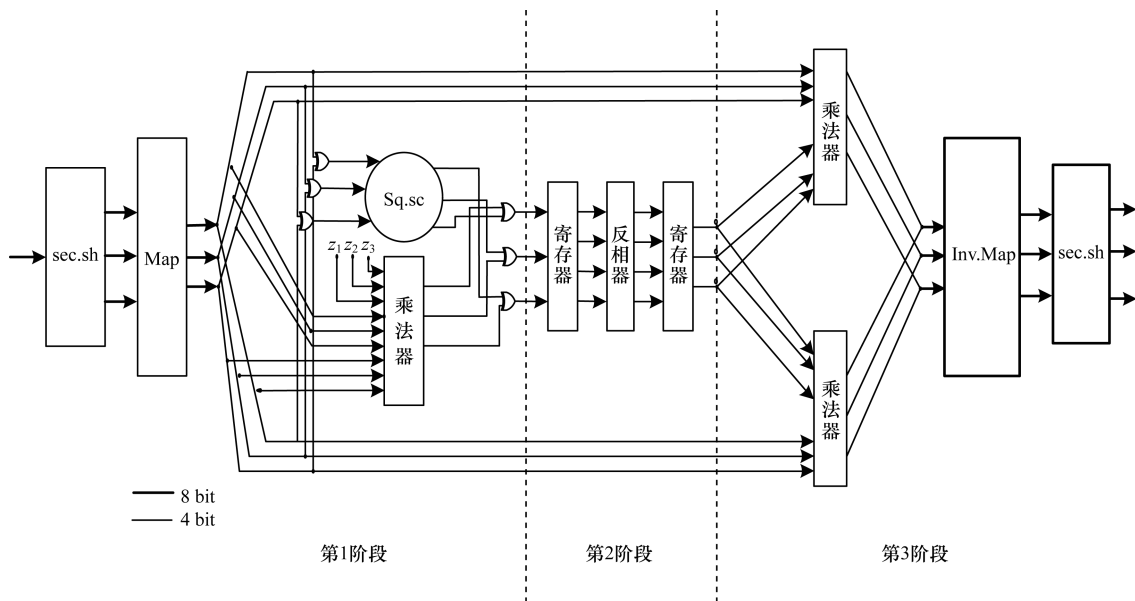 sec.sh
Map
Sq.sc
z1 z2 z3
乘法器
寄存器
反相器
寄存器
乘法器
乘法器
Inv.Map
sec.sh
8 bit
4 bit
第1阶段
第2阶段
第3阶段